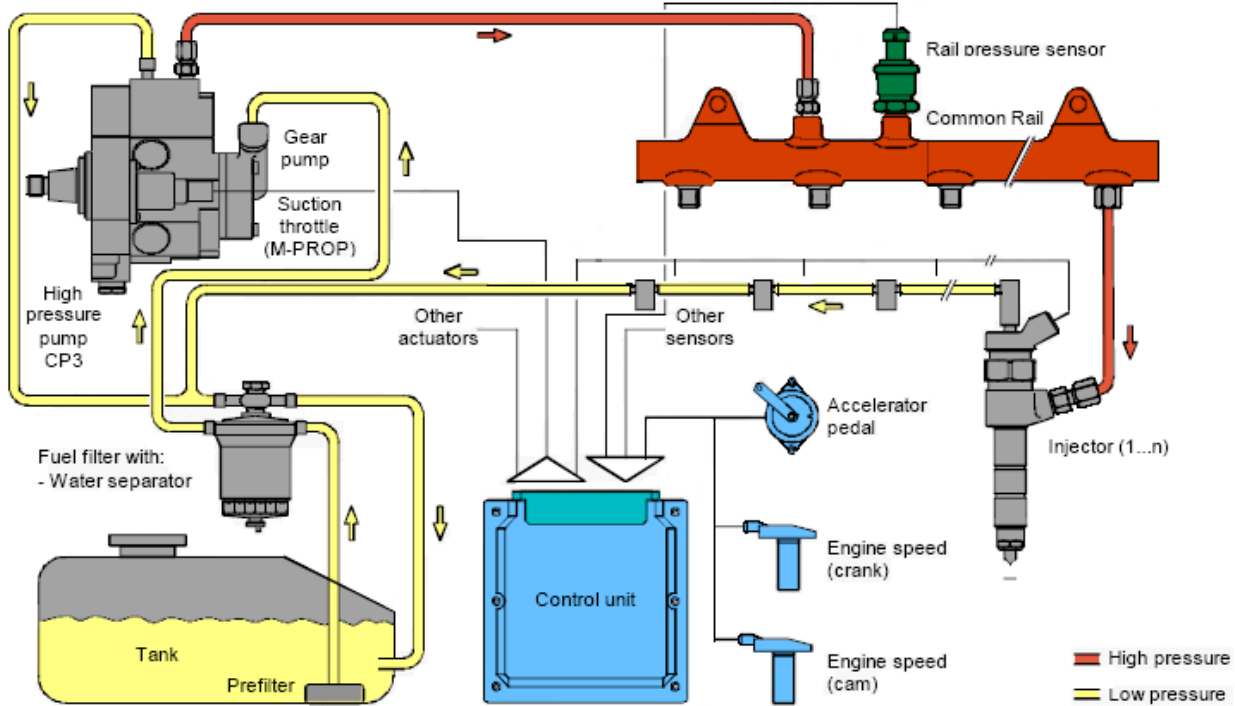 Rail pressure sensor
Common Rail
Gear
pump
Suction
throttle
(M-PROP)
High
pressure
pump
CP3
Other
actuators
Other
sensors
Accelerator
pedal
Injector (1...n)
Fuel filter with:
- Water separator
Engine speed
(crank)
Control unit
Tank
Prefilter
Engine speed
(cam)
High pressure
Low pressure